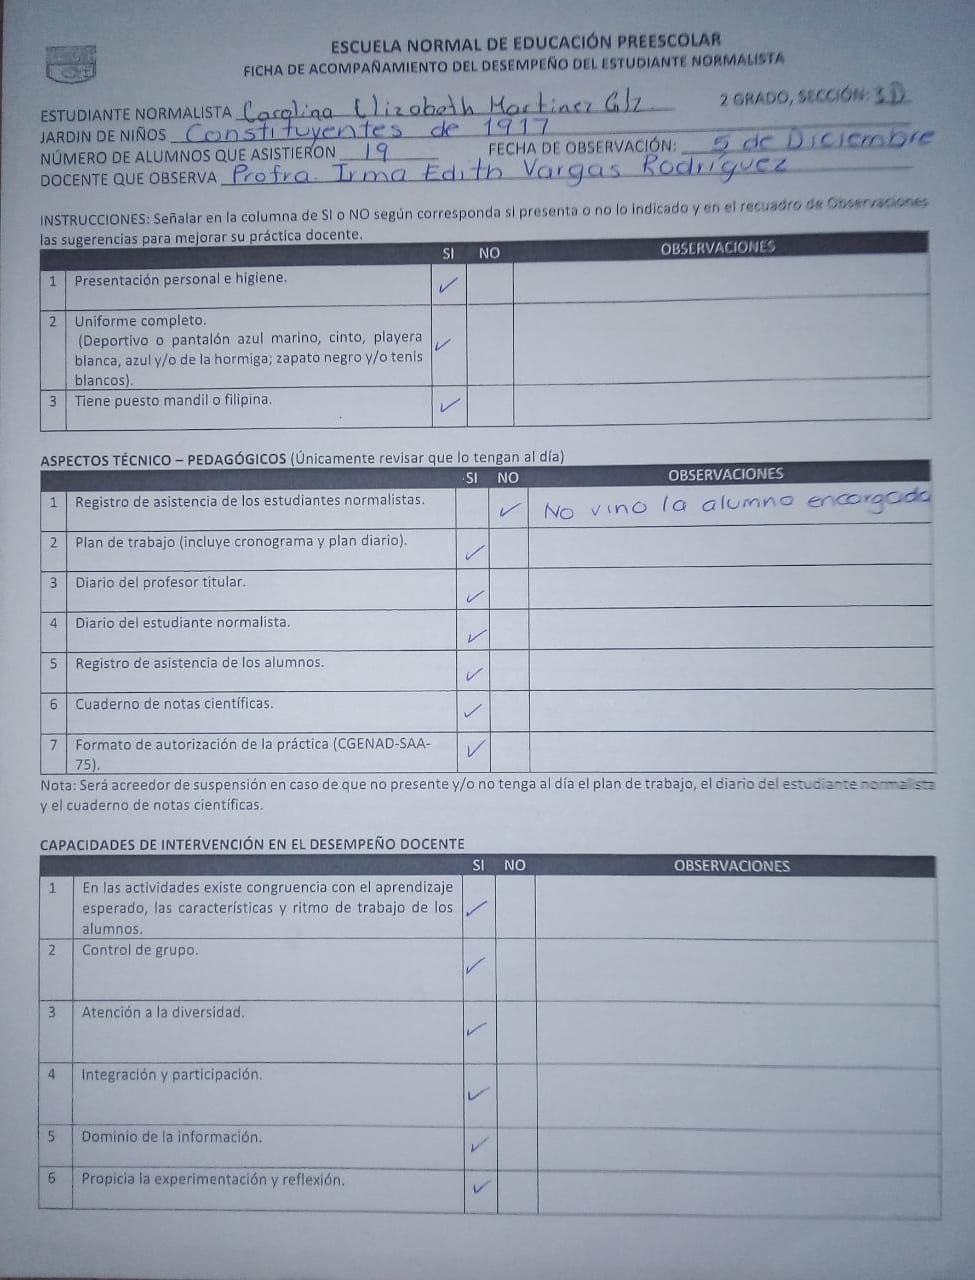 ESCUELA NORMAL DE EDUCACIÓN PREESCOLAR
FICHA DE ACOMPAÑAMIENTO DEL DESEMPEÑO DEL ESTUDIANTE NORMALISTA
ESTUDIANTE NORMALISTA Carolina Elizabeth Martinez 2 GRADO, SECCIÓN:
JARDIN DE NIÑOS Constituyentes de 1917
NÚMERO DE ALUMNOS QUE ASISTIERON 19 FECHA DE OBSERVACIÓN: 5 de Diciembre
DOCENTE QUE OBSERVA Profra. Irma Edith Vargas Rodríguez
INSTRUCCIONES: Señalar en la columna de SI o NO según corresponda si presenta o no lo indicado y en el recuadro de Observaciones
las sugerencias para mejorar su práctica docente.
SI NO OBSERVACIONES
1 Presentación personal e higiene. ✓
2 Uniforme completo.
(Deportivo o pantalón azul marino, cinto, playera ✓
blanca, azul y/o de la hormiga; zapato negro y/o tenis
blancos).
3 Tiene puesto mandil o filipina. ✓
ASPECTOS TÉCNICO – PEDAGÓGICOS (Únicamente revisar que lo tengan al día)
SI NO OBSERVACIONES
1 Registro de asistencia de los estudiantes normalistas. ✓ No vino la alumna encargada
2 Plan de trabajo (incluye cronograma y plan diario). ✓
3 Diario del profesor titular. ✓
4 Diario del estudiante normalista. ✓
5 Registro de asistencia de los alumnos. ✓
6 Cuaderno de notas científicas. ✓
7 Formato de autorización de la práctica (CGENAD-SAA- ✓
75).
Nota: Será acreedor de suspensión en caso de que no presente y/o no tenga al día el plan de trabajo, el diario del estudiante normalista
y el cuaderno de notas científicas.
CAPACIDADES DE INTERVENCIÓN EN EL DESEMPEÑO DOCENTE
SI NO OBSERVACIONES
1 En las actividades existe congruencia con el aprendizaje
esperado, las características y ritmo de trabajo de los ✓
alumnos.
2 Control de grupo. ✓
3 Atención a la diversidad. ✓
4 Integración y participación. ✓
5 Dominio de la información. ✓
6 Propicia la experimentación y reflexión. ✓